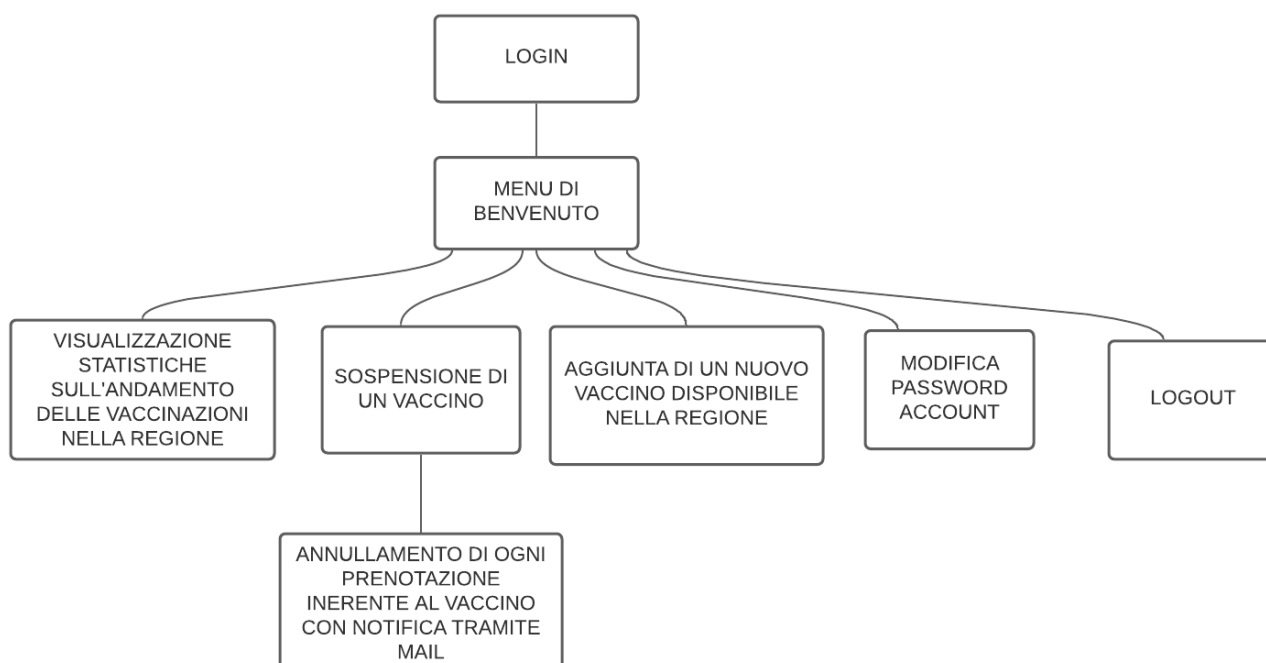 LOGIN
MENU DI
BENVENUTO
VISUALIZZAZIONE
STATISTICHE
SULL'ANDAMENTO
DELLE VACCINAZIONI
NELLA REGIONE
SOSPENSIONE DI
UN VACCINO
AGGIUNTA DI UN NUOVO
VACCINO DISPONIBILE
NELLA REGIONE
MODIFICA
PASSWORD
ACCOUNT
LOGOUT
ANNULLAMENTO DI OGNI
PRENOTAZIONE
INERENTE AL VACCINO
CON NOTIFICA TRAMITE
MAIL